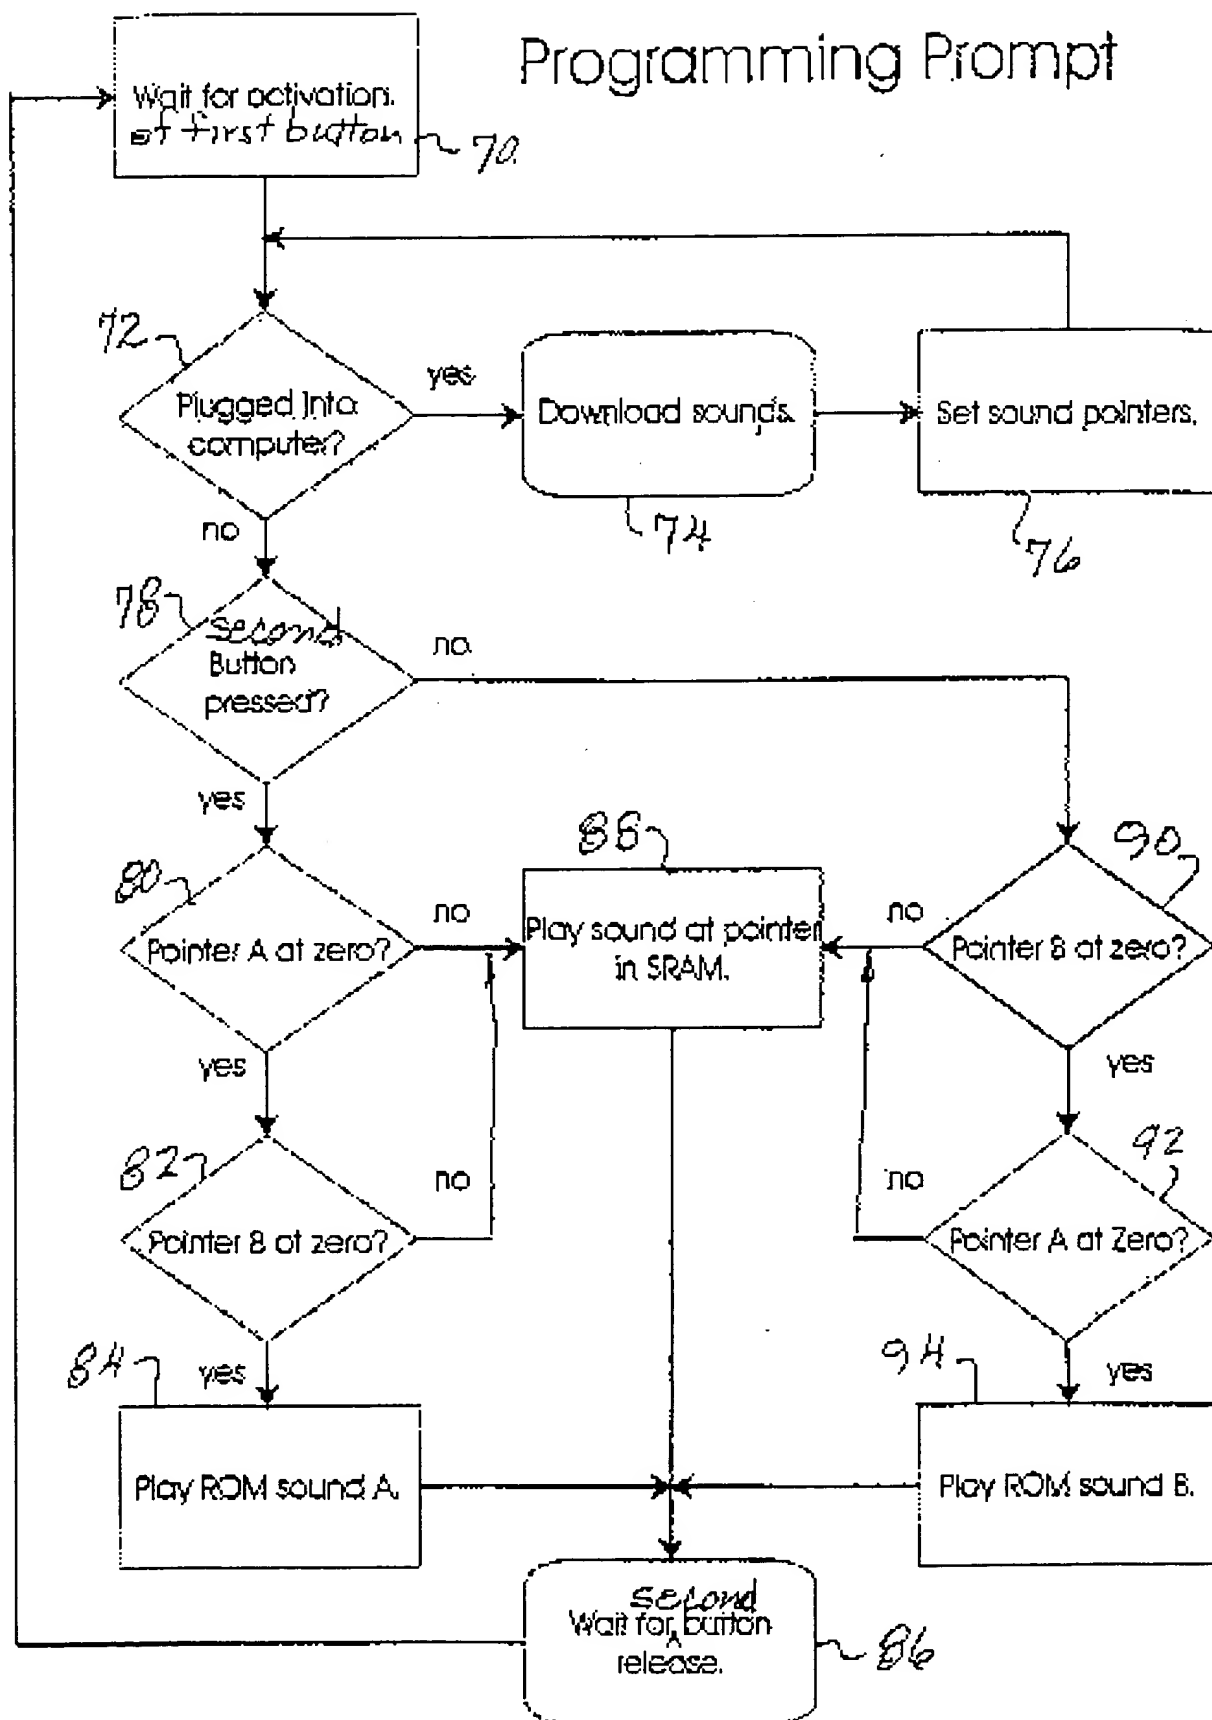 Programming Prompt
Wait for activation.
of first button
70
72
Plugged Into
computer?
yes
Download sounds.
74
Set sound pointers.
76
no
78
second
Button
pressed?
no
yes
80
Pointer A at zero?
no
88
Play sound at pointer
in SRAM.
no
90
Pointer B at zero?
yes
yes
82
Pointer B at zero?
no
no
92
Pointer A at Zero?
84
yes
Play ROM sound A.
94
yes
Play ROM sound B.
second
Wait for button
release.
86